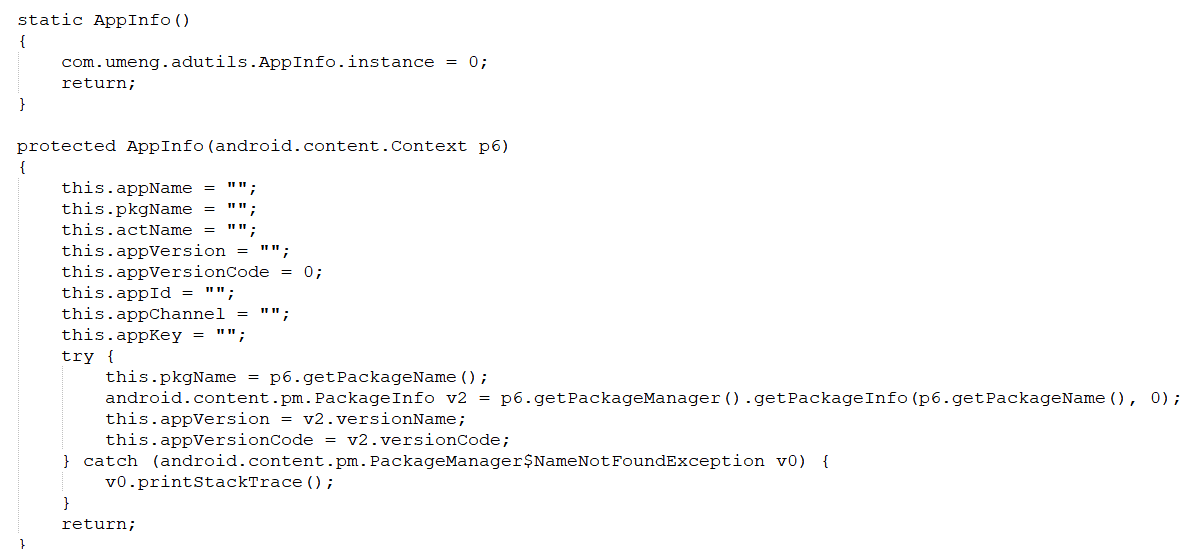 static AppInfo()
{
    com.umeng.adutils.AppInfo.instance = 0;
    return;
}

protected AppInfo(android.content.Context p6)
{
    this.appName = "";
    this.pkgName = "";
    this.actName = "";
    this.appVersion = "";
    this.appVersionCode = 0;
    this.appId = "";
    this.appChannel = "";
    this.appKey = "";
    try {
        this.pkgName = p6.getPackageName();
        android.content.pm.PackageInfo v2 = p6.getPackageManager().getPackageInfo(p6.getPackageName(), 0);
        this.appVersion = v2.versionName;
        this.appVersionCode = v2.versionCode;
    } catch (android.content.pm.PackageManager$NameNotFoundException v0) {
        v0.printStackTrace();
    }
    return;
}